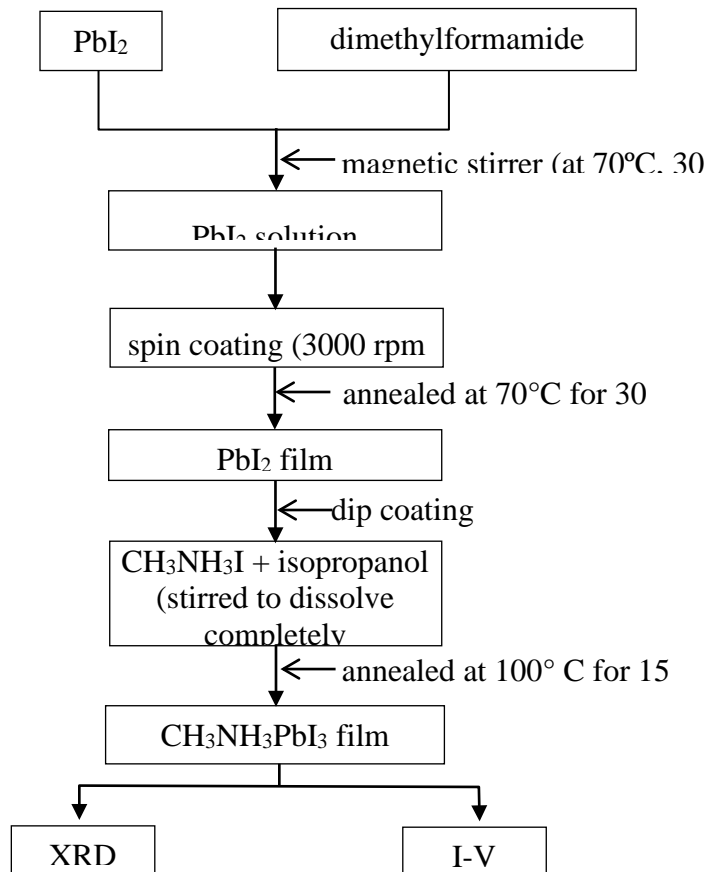 PbI₂
dimethylformamide
magnetic stirrer (at 70ºC, 30
PbI₂ solution
spin coating (3000 rpm
annealed at 70°C for 30
PbI₂ film
dip coating
CH₃NH₃I + isopropanol
(stirred to dissolve
completely
annealed at 100° C for 15
CH₃NH₃PbI₃ film
XRD
I-V